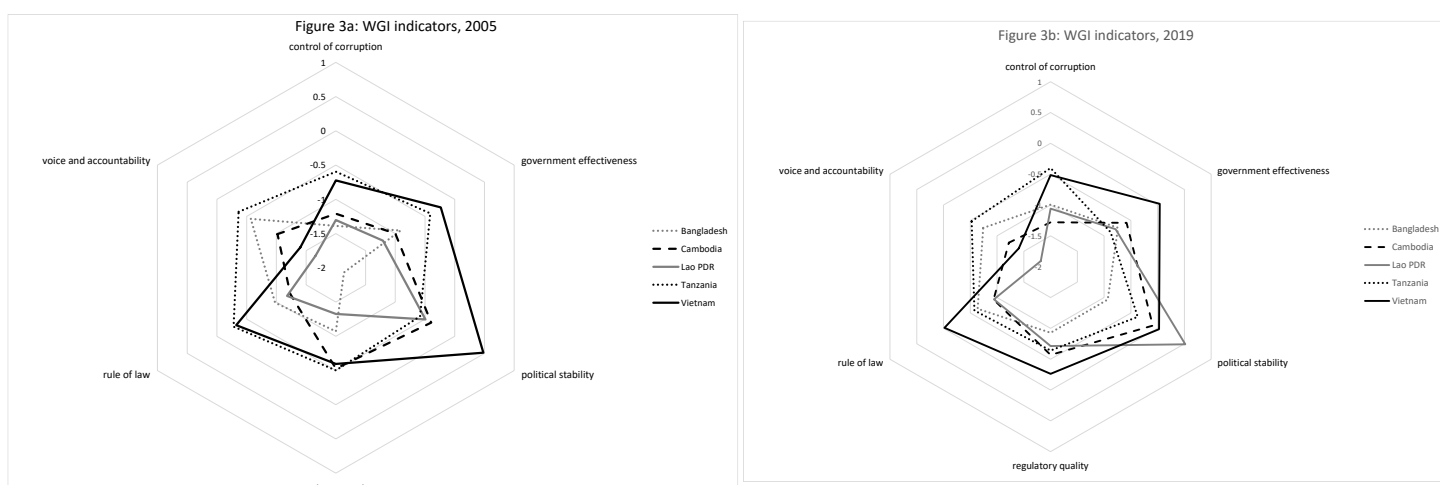 Figure 3a: WGI indicators, 2005
control of corruption
1
0.5
0
-0.5
-1
-1.5
-2
voice and accountability
government effectiveness
rule of law
political stability
Bangladesh
Cambodia
Lao PDR
Tanzania
Vietnam
Figure 3b: WGI indicators, 2019
control of corruption
1
0.5
0
-0.5
-1.5
-2
voice and accountability
government effectiveness
rule of law
political stability
regulatory quality
Bangladesh
Cambodia
Lao PDR
Tanzania
Vietnam